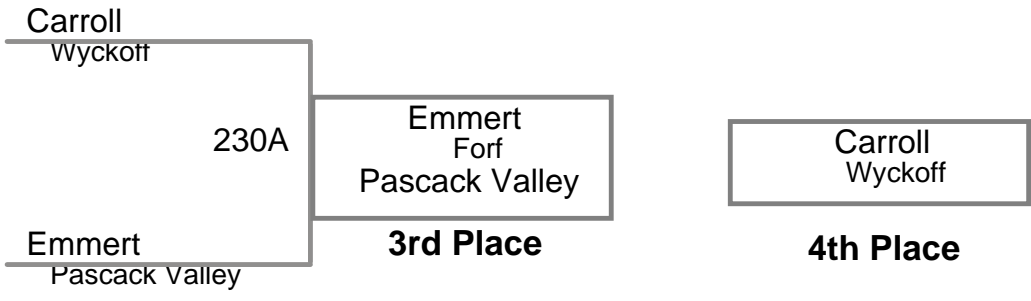 Carroll
Wyckoff
230A
Emmert
Forf
Pascack Valley
3rd Place
Emmert
Pascack Valley
Carroll
Wyckoff
4th Place